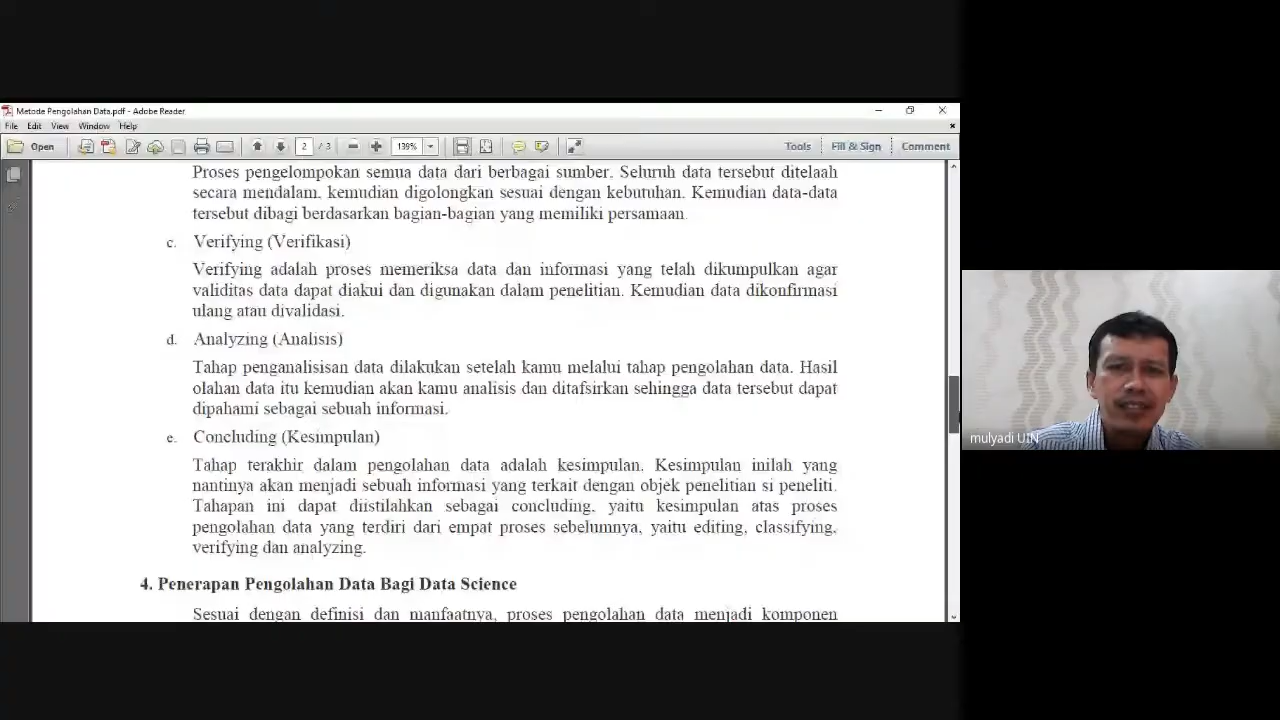 Metode Pengolahan Data.pdf - Adobe Reader
File Edit View Window Help
Open 2 / 3 139% Tools Fill & Sign Comment
Proses pengelompokan semua data dari berbagai sumber. Seluruh data tersebut ditelaah
secara mendalam, kemudian digolongkan sesuai dengan kebutuhan. Kemudian data-data
tersebut dibagi berdasarkan bagian-bagian yang memiliki persamaan.
c. Verifying (Verifikasi)
Verifying adalah proses memeriksa data dan informasi yang telah dikumpulkan agar
validitas data dapat diakui dan digunakan dalam penelitian. Kemudian data dikonfirmasi
ulang atau divalidasi.
d. Analyzing (Analisis)
Tahap penganalisisan data dilakukan setelah kamu melalui tahap pengolahan data. Hasil
olahan data itu kemudian akan kamu analisis dan ditafsirkan sehingga data tersebut dapat
dipahami sebagai sebuah informasi.
e. Concluding (Kesimpulan)
Tahap terakhir dalam pengolahan data adalah kesimpulan. Kesimpulan inilah yang
nantinya akan menjadi sebuah informasi yang terkait dengan objek penelitian si peneliti.
Tahapan ini dapat diistilahkan sebagai concluding, yaitu kesimpulan atas proses
pengolahan data yang terdiri dari empat proses sebelumnya, yaitu editing, classifying,
verifying dan analyzing.
4. Penerapan Pengolahan Data Bagi Data Science
Sesuai dengan definisi dan manfaatnya, proses pengolahan data menjadi komponen
mulyadi UIN